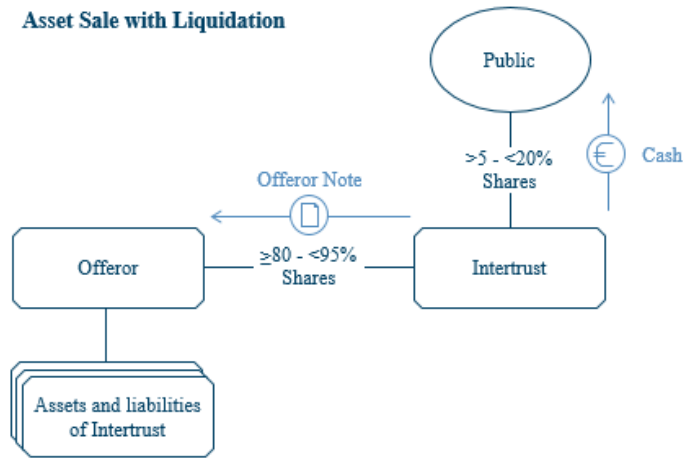 Asset Sale with Liquidation
Public
>5 - <20%
Shares
€
Cash
Offeror Note
Offeror
≥80 - <95%
Shares
Intertrust
Assets and liabilities
of Intertrust